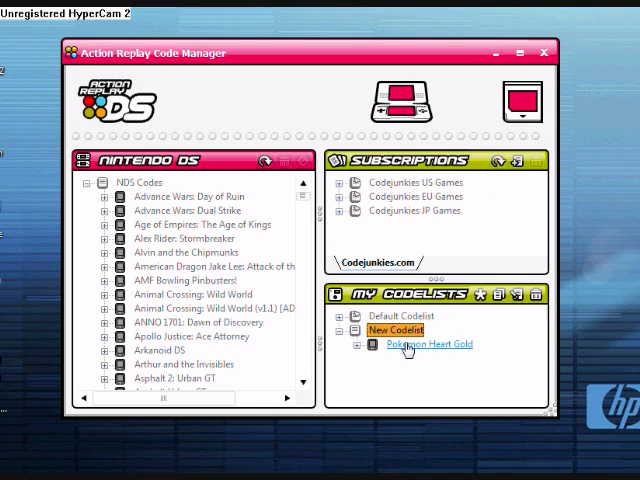 Unregistered HyperCam 2
Action Replay Code Manager
ACTION REPLAY DS
NINTENDO DS
NDS Codes
Advance Wars: Day of Ruin
Advance Wars: Dual Strike
Age of Empires: The Age of Kings
Alex Rider: Stormbreaker
Alvin and the Chipmunks
American Dragon Jake Lee: Attack of th
AMF Bowling Pinbusters!
Animal Crossing: Wild World
Animal Crossing: Wild World (v1.1) [AD
ANNO 1701: Dawn of Discovery
Apollo Justice: Ace Attorney
Arkanoid DS
Arthur and the Invisibles
Asphalt 2: Urban GT
SUBSCRIPTIONS
Codejunkies US Games
Codejunkies EU Games
Codejunkies JP Games
Codejunkies.com
MY CODELISTS
Default Codelist
New Codelist
Pokemon Heart Gold
hp